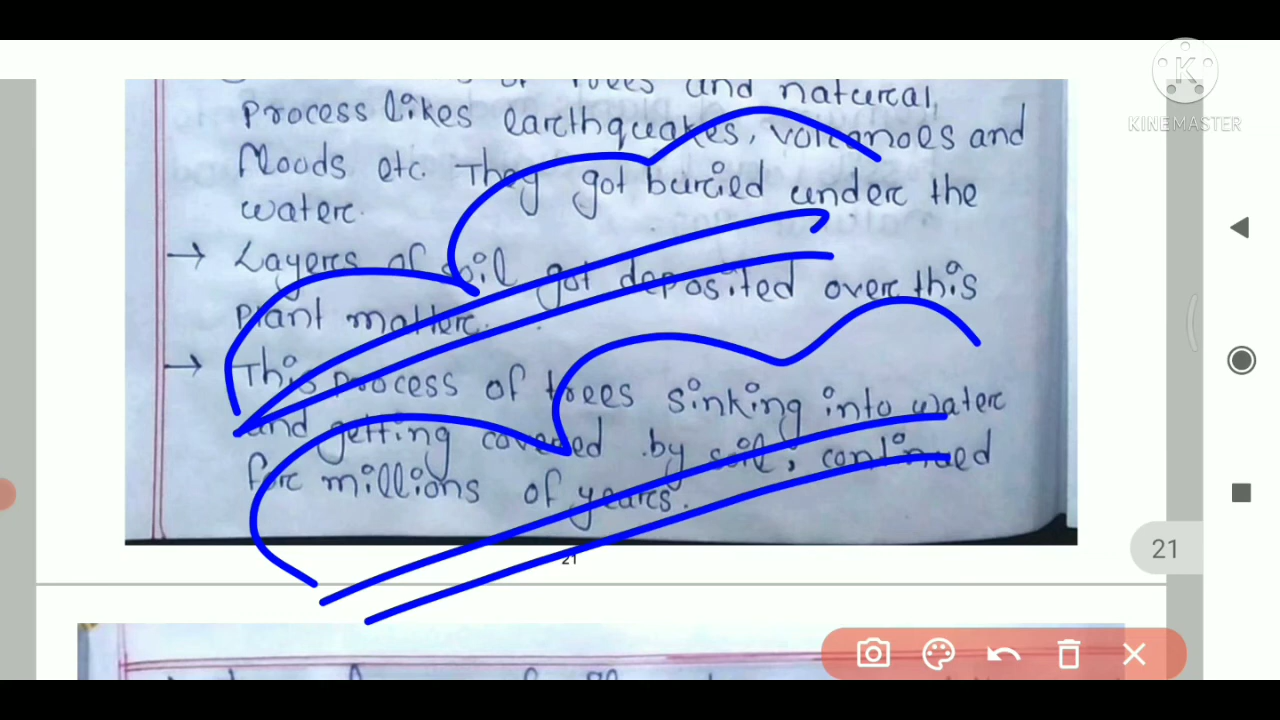 and natural,
Process likes earthquakes, volcanoes and
floods etc. They got buried under the
water.
→ Layers of soil got deposited over this
plant matter.
→ This process of trees sinking into water
and getting covered by soil, continued
for millions of years.
21
21
KINEMASTER